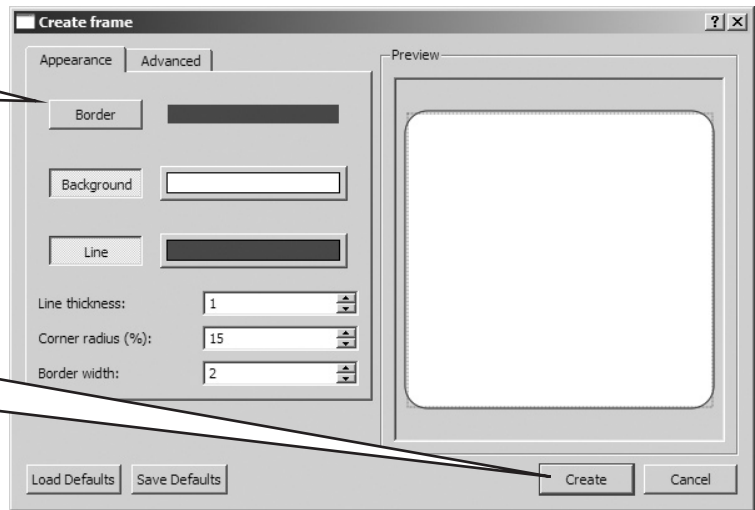 Create frame
Appearance Advanced
Preview
Border
Background
Line
Line thickness: 1
Corner radius (%): 15
Border width: 2
Load Defaults Save Defaults Create Cancel